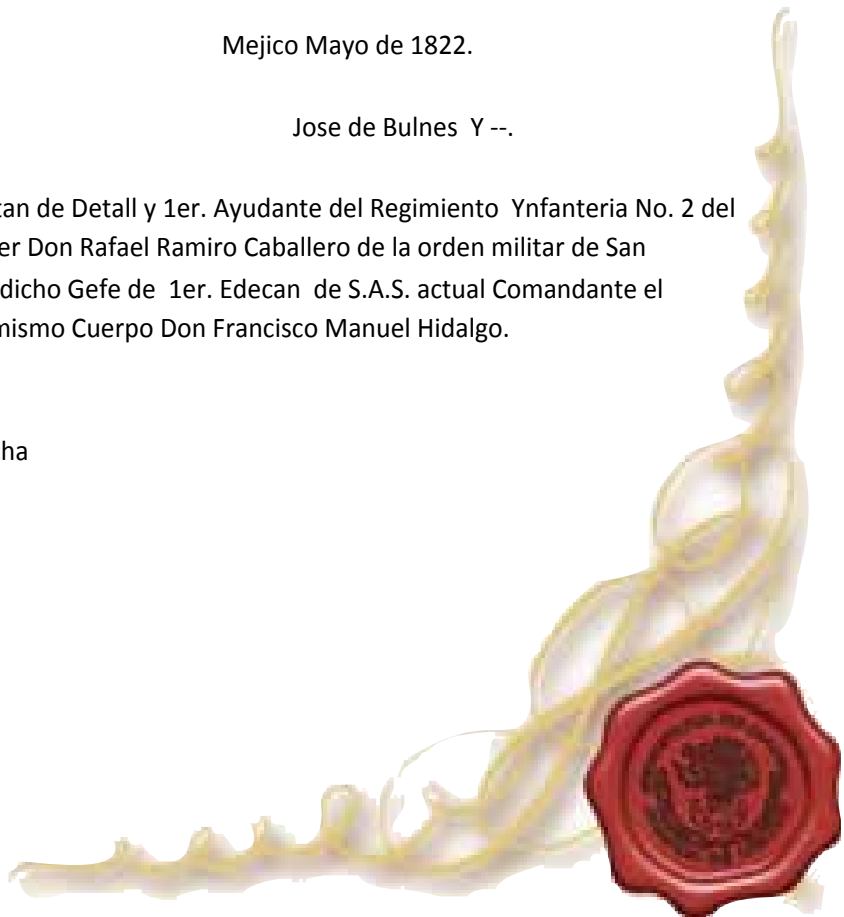 Mejico Mayo de 1822.
Jose de Bulnes Y --.
tan de Detall y 1er. Ayudante del Regimiento Ynfanteria No. 2 del
er Don Rafael Ramiro Caballero de la orden militar de San
dicho Gefe de 1er. Edecan de S.A.S. actual Comandante el
mismo Cuerpo Don Francisco Manuel Hidalgo.
cha